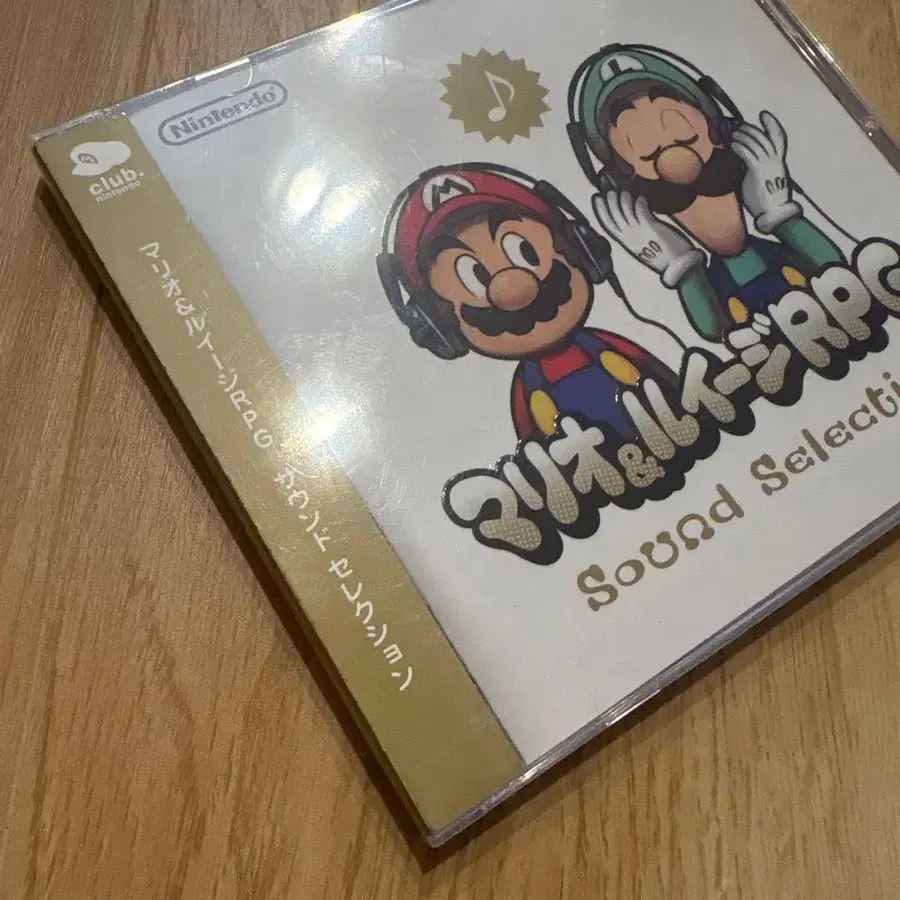 Nintendo
club.
nintendo
マリオ&ルイージRPG サウンド セレクション
M
L
マリオ&ルイージRPG
Sound Selecti